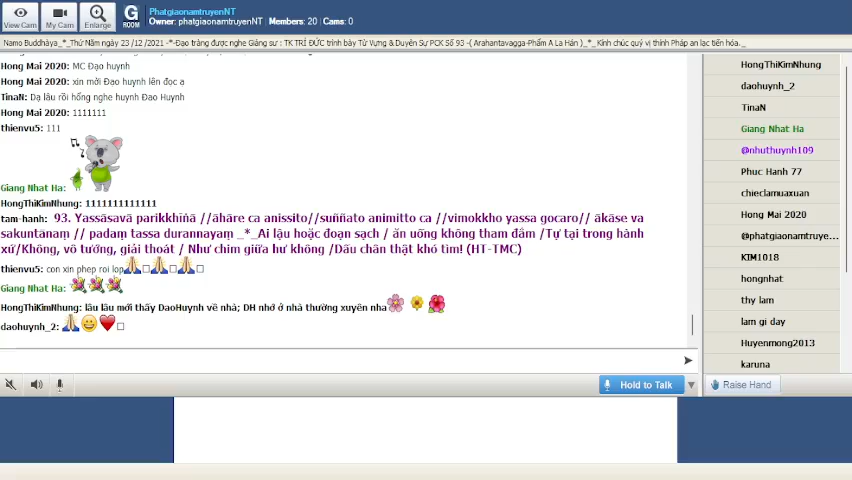 PhatgiaonamtruyenNT
Owner: phatgiaonamtruyenNT Members: 20 Cams: 0
View Cam
My Cam
Enlarge
G
ROOM
Namo Buddhàya_*_Thứ Năm ngày 23 /12 /2021 -*-Đạo tràng được nghe Giảng sư : TK TRÍ ĐỨC trình bày Từ Vựng & Duyên Sự PCK Số 93 -( Arahantavagga-Phẩm A La Hán )_*_ Kính chúc quý vị thính Pháp an lạc tiến hóa._
Hong Mai 2020: MC Đạo huynh
Hong Mai 2020: xin mời Đạo huynh lên đọc a
TinaN: Dạ lâu rồi hổng nghe huynh Đao Huynh
Hong Mai 2020: 1111111
thienvu5: 111
Giang Nhat Ha:
HongThiKimNhung: 1111111111111
tam-hanh: 93. Yassāsavā parikkhīṇā //āhāre ca anissito//suññato animitto ca //vimokkho yassa gocaro// ākāse va
sakuntānaṃ // padaṃ tassa durannayaṃ _*_Ai lậu hoặc đoạn sạch / ăn uống không tham đắm /Tự tại trong hành
xứ/Không, vô tướng, giải thoát / Như chim giữa hư không /Dấu chân thật khó tìm! (HT-TMC)
thienvu5: con xin phep roi lop
Giang Nhat Ha:
HongThiKimNhung: lâu lâu mới thấy DaoHuynh về nhà; DH nhớ ở nhà thường xuyên nha
daohuynh_2:
Hold to Talk
Raise Hand
HongThiKimNhung
daohuynh_2
TinaN
Giang Nhat Ha
@nhuthuynh109
Phuc Hanh 77
chieclamuaxuan
Hong Mai 2020
@phatgiaonamtruye...
KIM1018
hongnhat
thy lam
lam gi day
Huyenmong2013
karuna